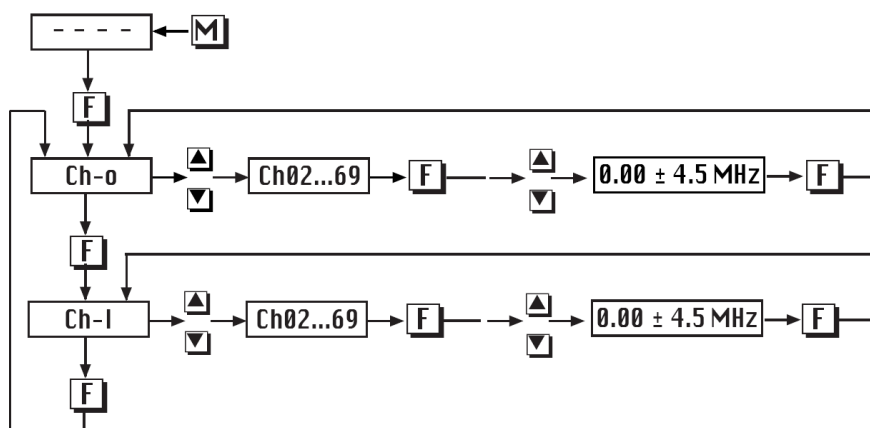 - - - - M
F
Ch-o Ch02...69 F 0.00 ± 4.5 MHz F
F
Ch-I Ch02...69 F 0.00 ± 4.5 MHz F
F